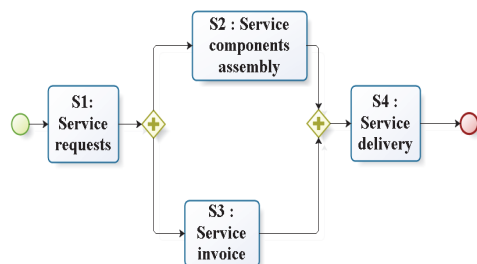 S1:
Service
requests
S2 : Service
components
assembly
S3 :
Service
invoice
S4 :
Service
delivery